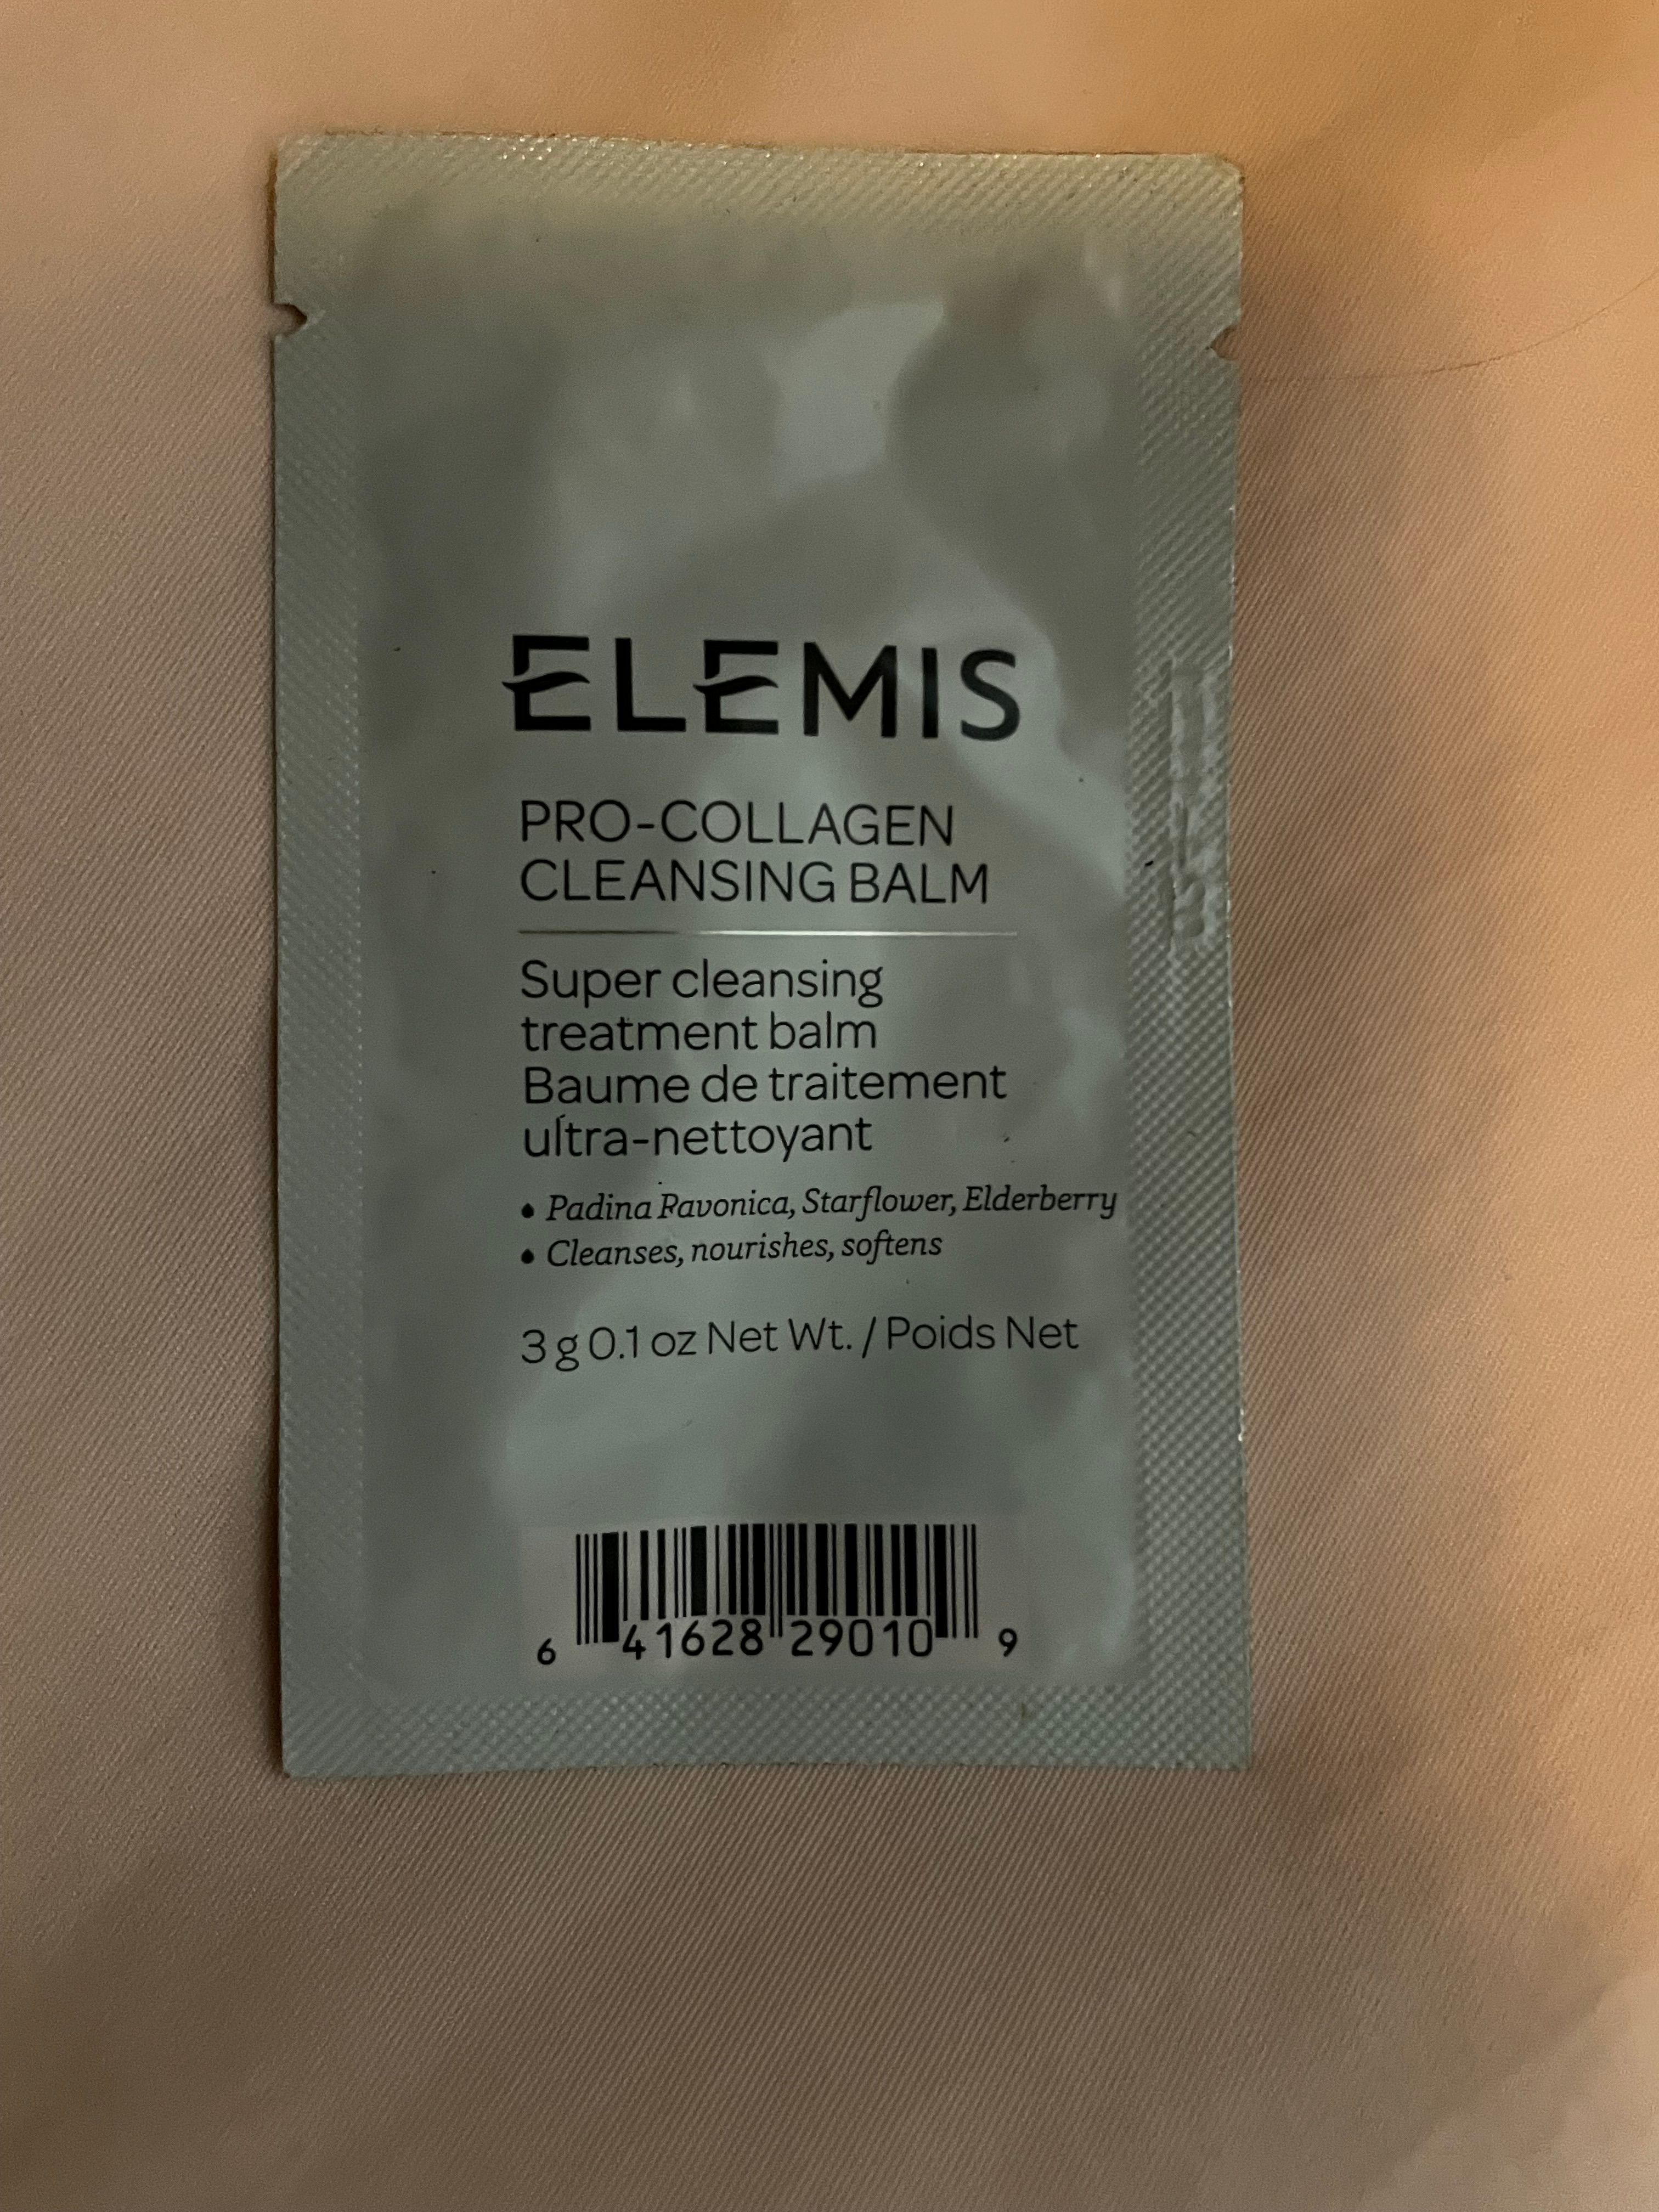 ELEMIS
PRO-COLLAGEN
CLEANSING BALM
Super cleansing
treatment balm
Baume de traitement
ultra-nettoyant
• Padina Pavonica, Starflower, Elderberry
• Cleanses, nourishes, softens
3 g 0.1 oz Net Wt. / Poids Net
6 41628 29010 9